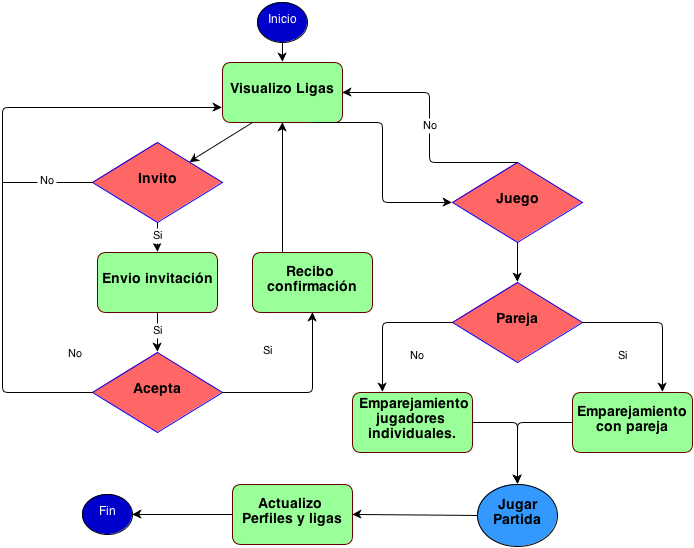 Inicio
Visualizo Ligas
No
No
Invito
Juego
Si
Envio invitación
Recibo
confirmación
Si
Pareja
No
Si
No
Si
Acepta
Emparejamiento
jugadores
individuales.
Emparejamiento
con pareja
Fin
Actualizo
Perfiles y ligas
Jugar
Partida